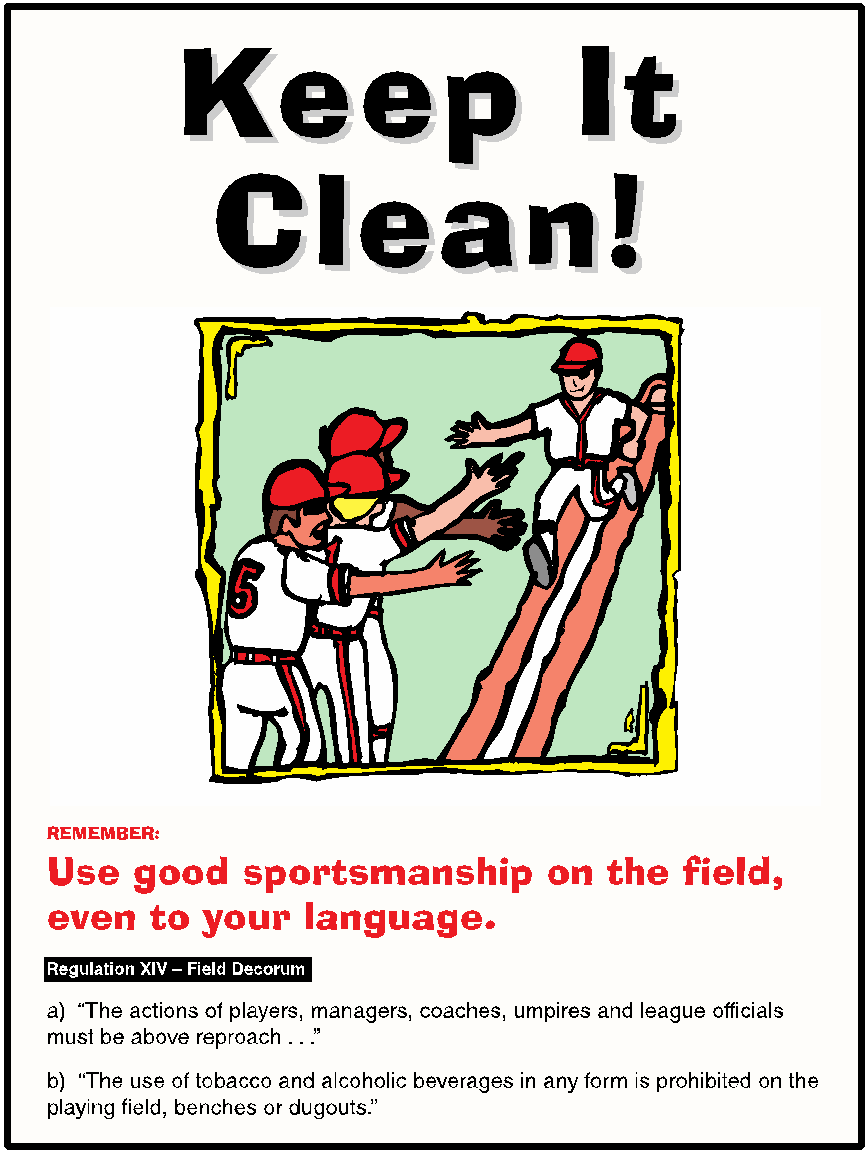 Keep It
Clean!
5
REMEMBER:
Use good sportsmanship on the field,
even to your language.
Regulation XIV – Field Decorum
a) “The actions of players, managers, coaches, umpires and league officials
must be above reproach . . .”
b) “The use of tobacco and alcoholic beverages in any form is prohibited on the
playing field, benches or dugouts.”